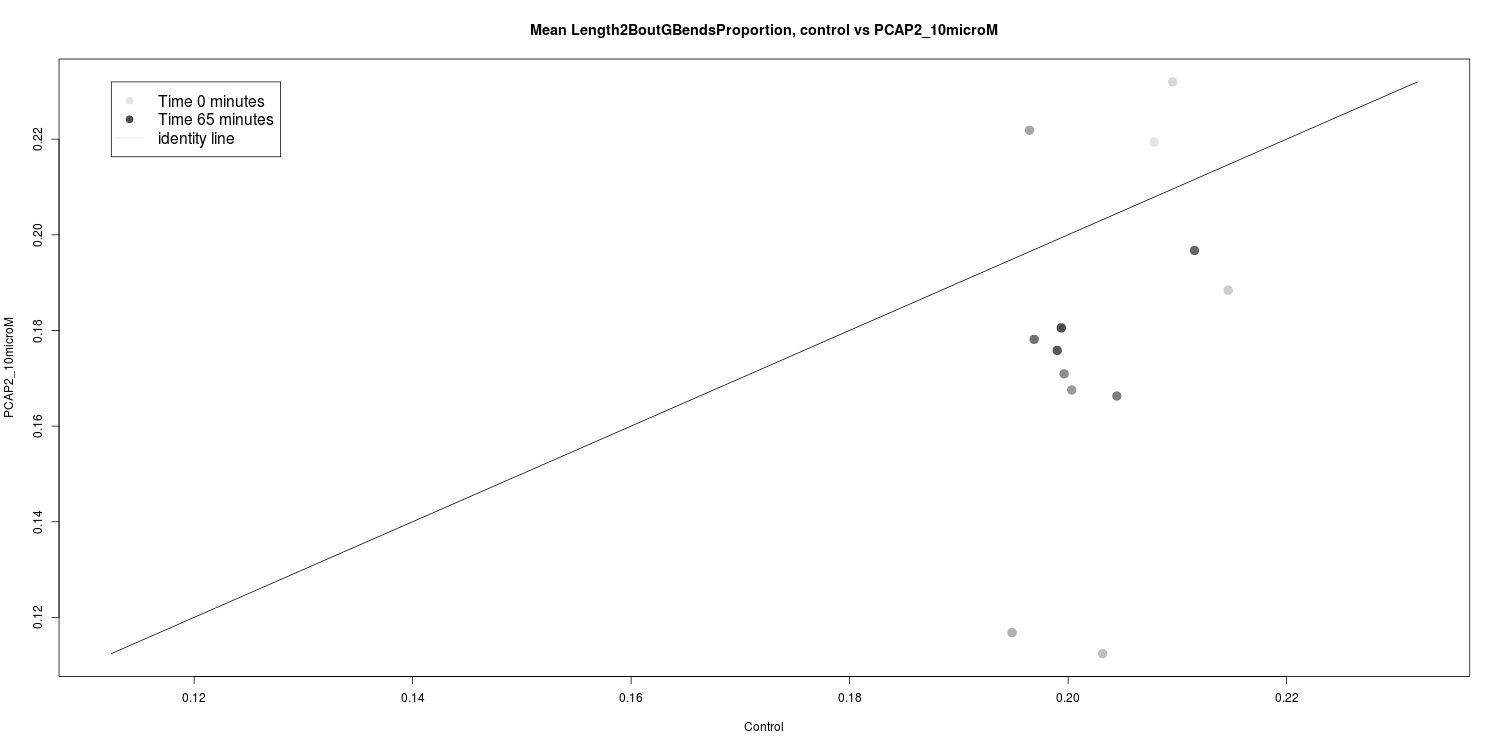 Mean Length2BoutGBendsProportion, control vs PCAP2_10microM
Time 0 minutes
Time 65 minutes
identity line
PCAP2_10microM
0.22
0.20
0.18
0.16
0.14
0.12
0.12 0.14 0.16 0.18 0.20 0.22
Control